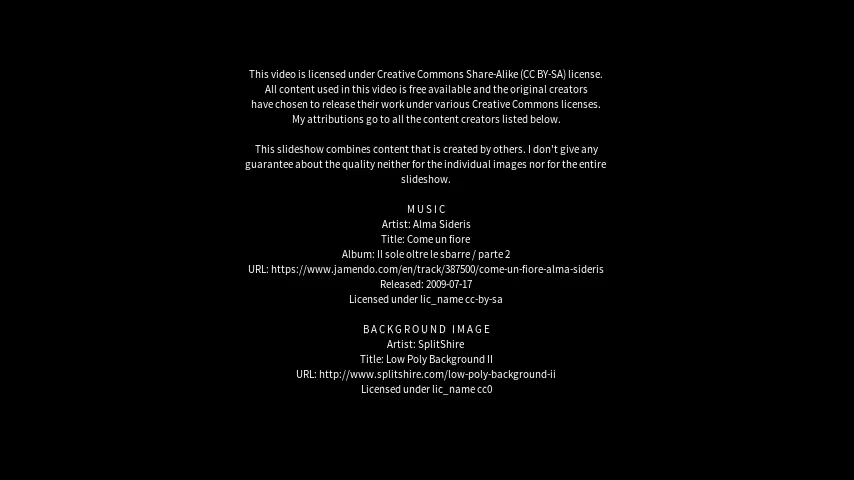 This video is licensed under Creative Commons Share-Alike (CC BY-SA) license.
All content used in this video is free available and the original creators
have chosen to release their work under various Creative Commons licenses.
My attributions go to all the content creators listed below.
This slideshow combines content that is created by others. I don't give any
guarantee about the quality neither for the individual images nor for the entire
slideshow.
MUSIC
Artist: Alma Sideris
Title: Come un fiore
Album: Il sole oltre le sbarre / parte 2
URL: https://www.jamendo.com/en/track/387500/come-un-fiore-alma-sideris
Released: 2009-07-17
Licensed under lic_name cc-by-sa
BACKGROUND IMAGE
Artist: SplitShire
Title: Low Poly Background II
URL: http://www.splitshire.com/low-poly-background-ii
Licensed under lic_name cc0